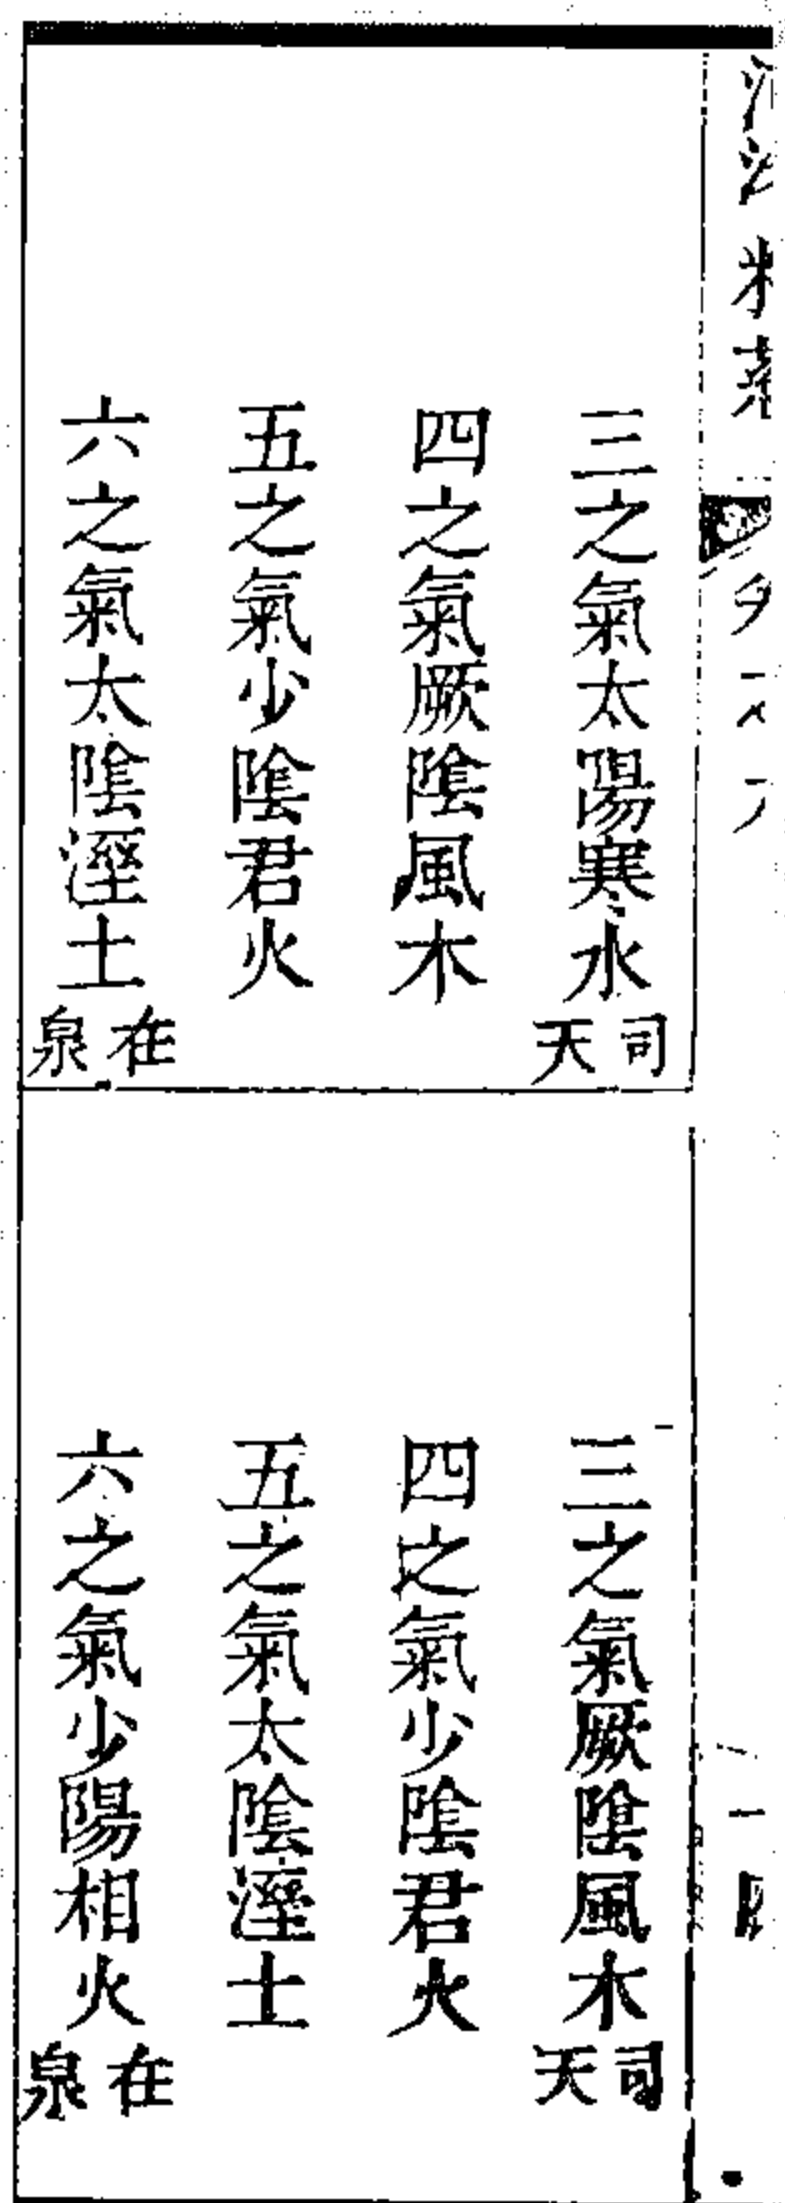 三之氣太陽寒水司天
四之氣厥陰風木
五之氣少陰君火
六之氣太陰溼土在泉
三之氣厥陰風木司天
四之氣少陰君火
五之氣太陰溼土
六之氣少陽相火在泉